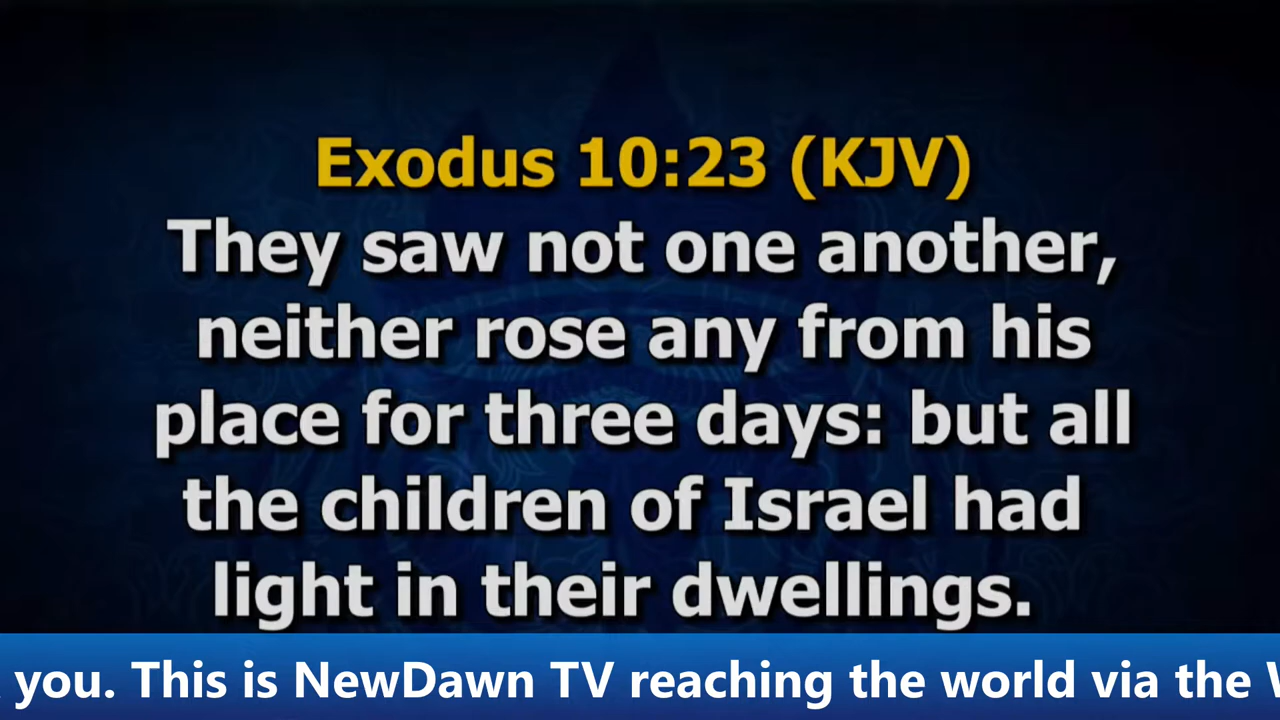 Exodus 10:23 (KJV)
They saw not one another,
neither rose any from his
place for three days: but all
the children of Israel had
light in their dwellings.
you. This is NewDawn TV reaching the world via the